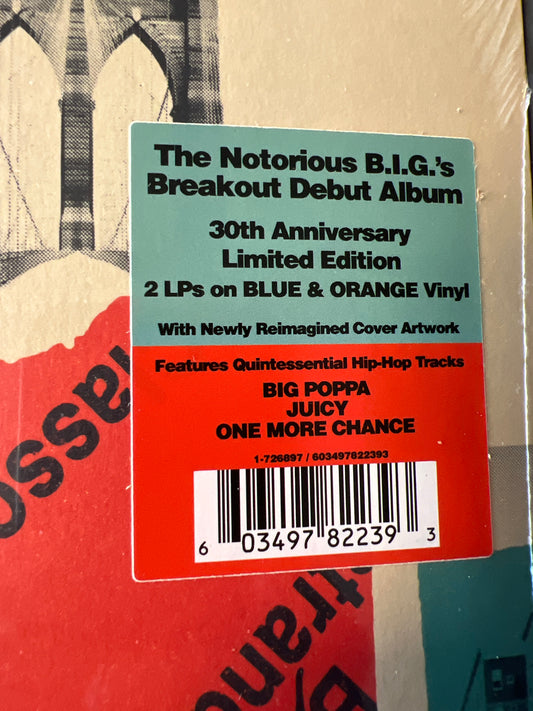 The Notorious B.I.G.'s
Breakout Debut Album
30th Anniversary
Limited Edition
2 LPs on BLUE & ORANGE Vinyl
With Newly Reimagined Cover Artwork
Features Quintessential Hip-Hop Tracks
BIG POPPA
JUICY
ONE MORE CHANCE
1-726897 / 603497822393
6 03497 82239 3